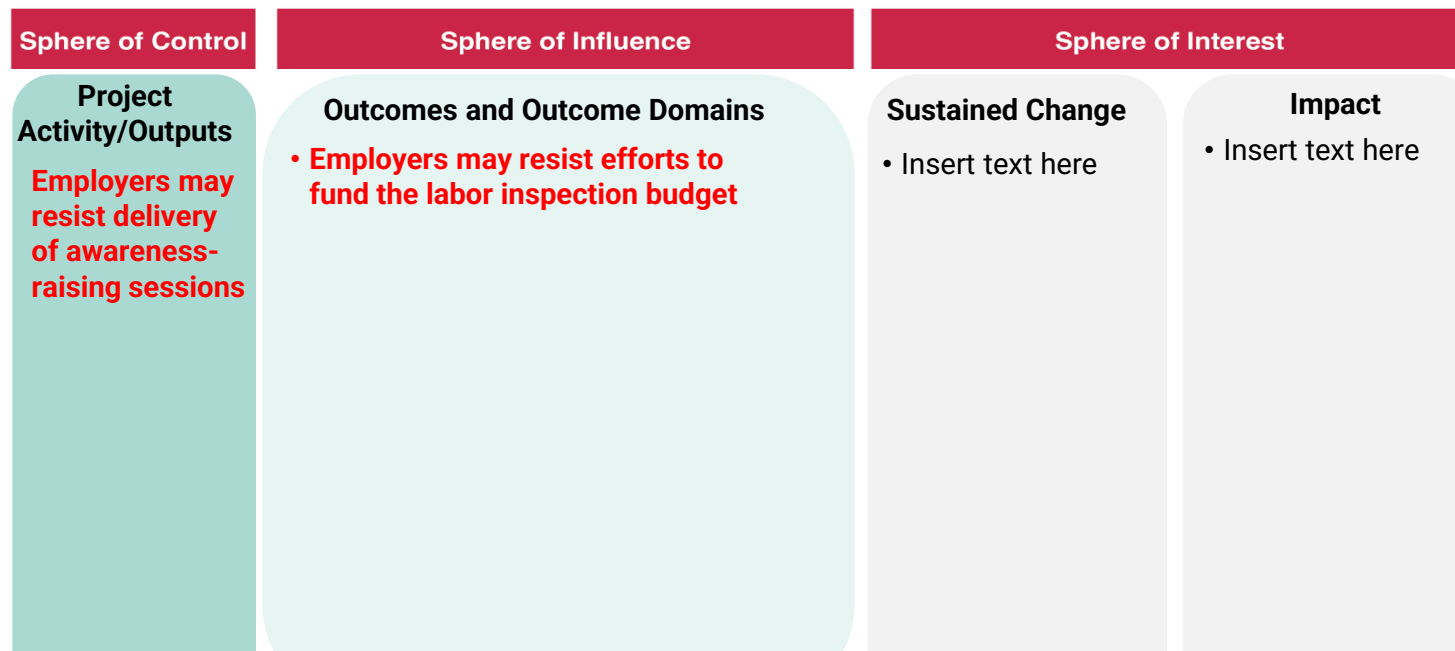 Sphere of Control
Sphere of Influence
Sphere of Interest
Project
Activity/Outputs
Employers may
resist delivery
of awareness-
raising sessions
Outcomes and Outcome Domains
• Employers may resist efforts to
fund the labor inspection budget
Sustained Change
• Insert text here
Impact
• Insert text here